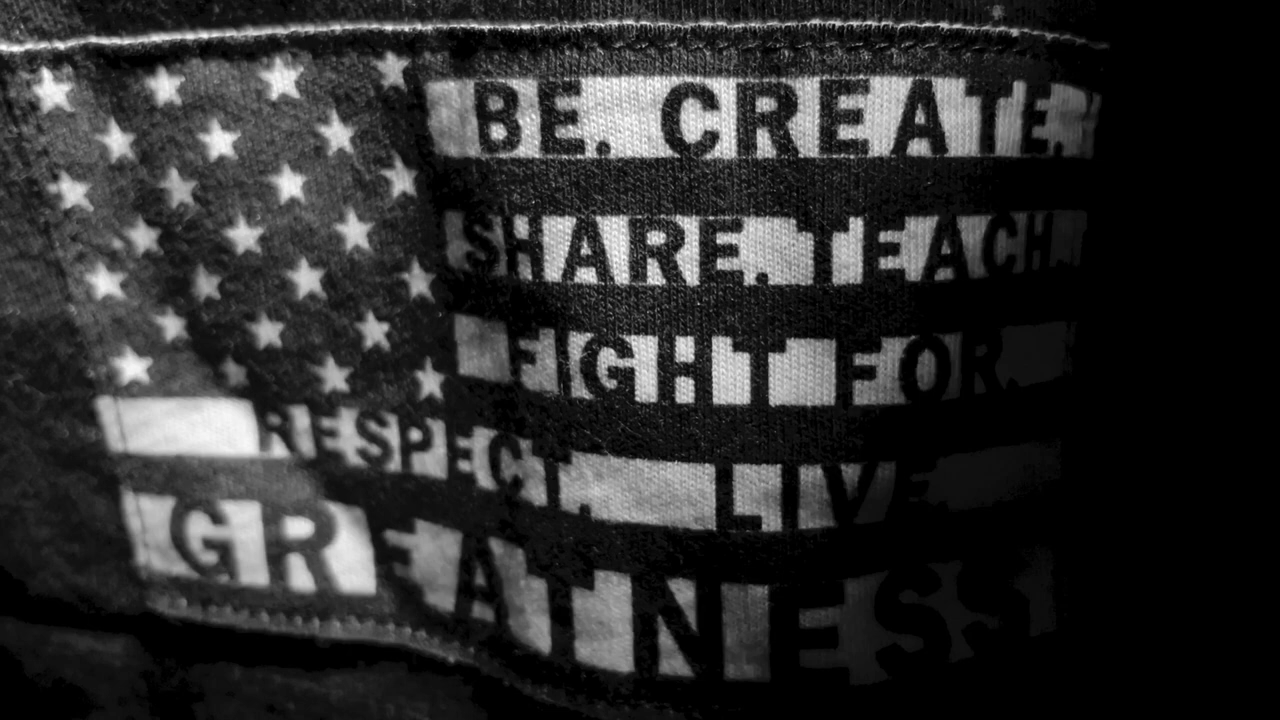 BE. CREATE.
SHARE. TEACH.
FIGHT FOR.
RESPECT. LIVE
GREATNESS